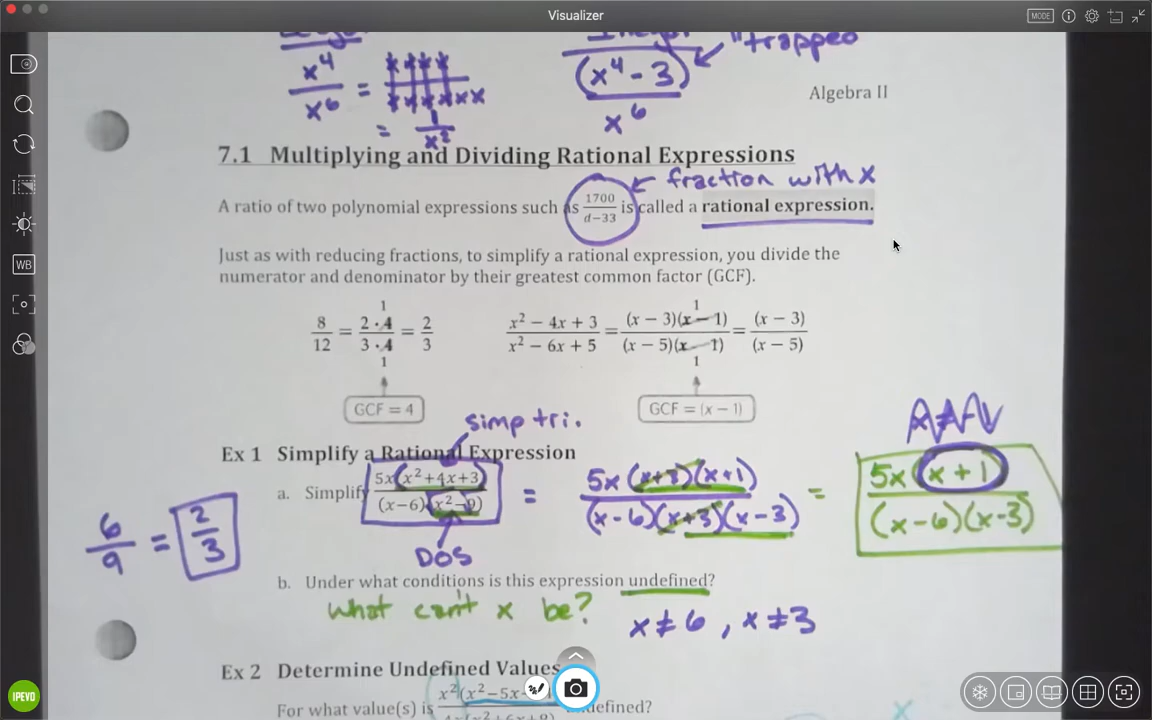 Visualizer
MODE
WB
x⁴/x⁶ =
= 1/x²
"trapped
(x⁴ - 3)/x⁶
Algebra II
7.1 Multiplying and Dividing Rational Expressions
fraction with x
A ratio of two polynomial expressions such as 1700/d−33 is called a rational expression.
Just as with reducing fractions, to simplify a rational expression, you divide the
numerator and denominator by their greatest common factor (GCF).
8/12 = 2 · 4/3 · 4 = 2/3
1
1
x² − 4x + 3/x² − 6x + 5 = (x − 3)(x − 1)/(x − 5)(x − 1) = (x − 3)/(x − 5)
1
1
GCF = 4
GCF = (x − 1)
simp tri.
Ex 1 Simplify a Rational Expression
a. Simplify 5x(x²+4x+3)/(x−6)(x²−9) = 5x(x+3)(x+1)/(x-6)(x+3)(x-3) = 5x(x+1)/(x-6)(x-3)
DOS
6/9 = 2/3
b. Under what conditions is this expression undefined?
what can't x be?
x≠6, x≠3
Ex 2 Determine Undefined Values
For what value(s) is
IPEVO